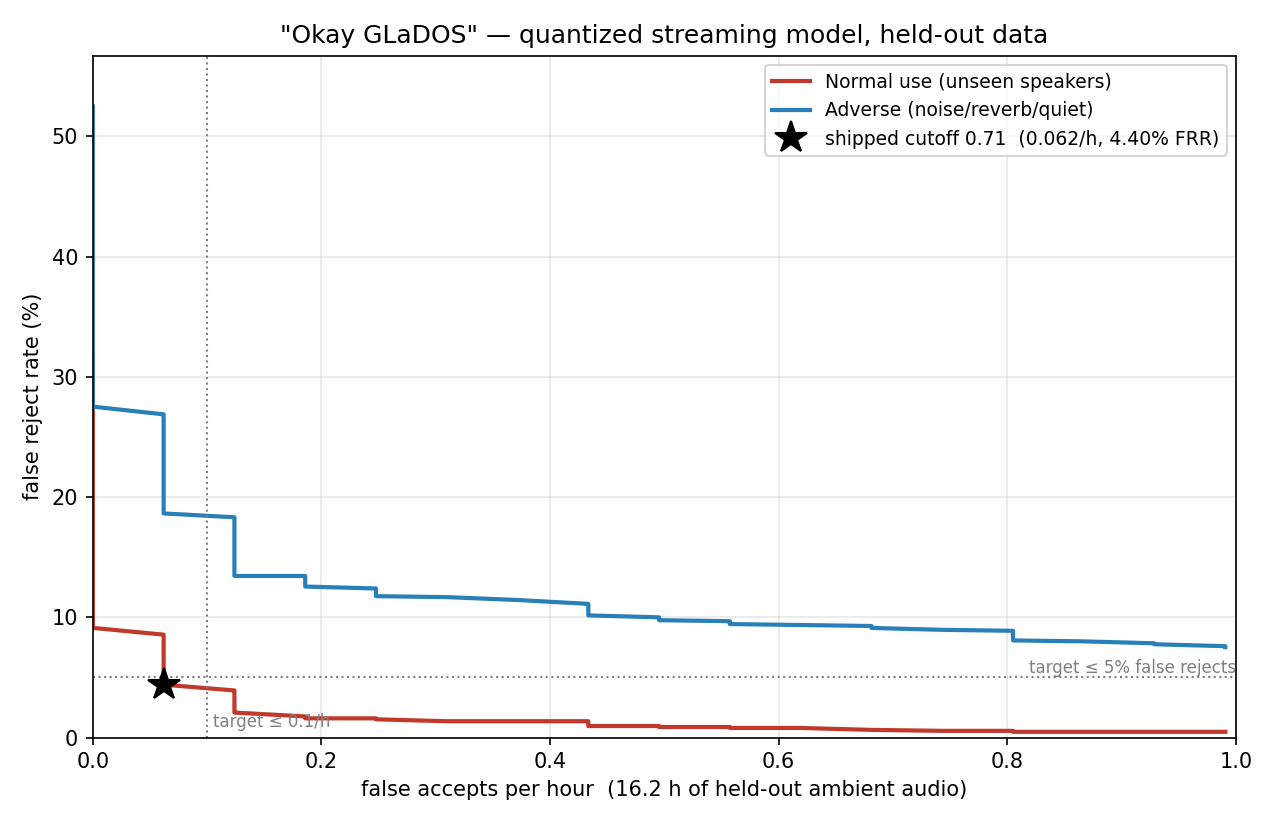 "Okay GLaDOS" — quantized streaming model, held-out data
Normal use (unseen speakers)
Adverse (noise/reverb/quiet)
shipped cutoff 0.71  (0.062/h, 4.40% FRR)
false reject rate (%)
50
40
30
20
10
0
target ≤ 5% false rejects
target ≤ 0.1/h
0.0
0.2
0.4
0.6
0.8
1.0
false accepts per hour  (16.2 h of held-out ambient audio)